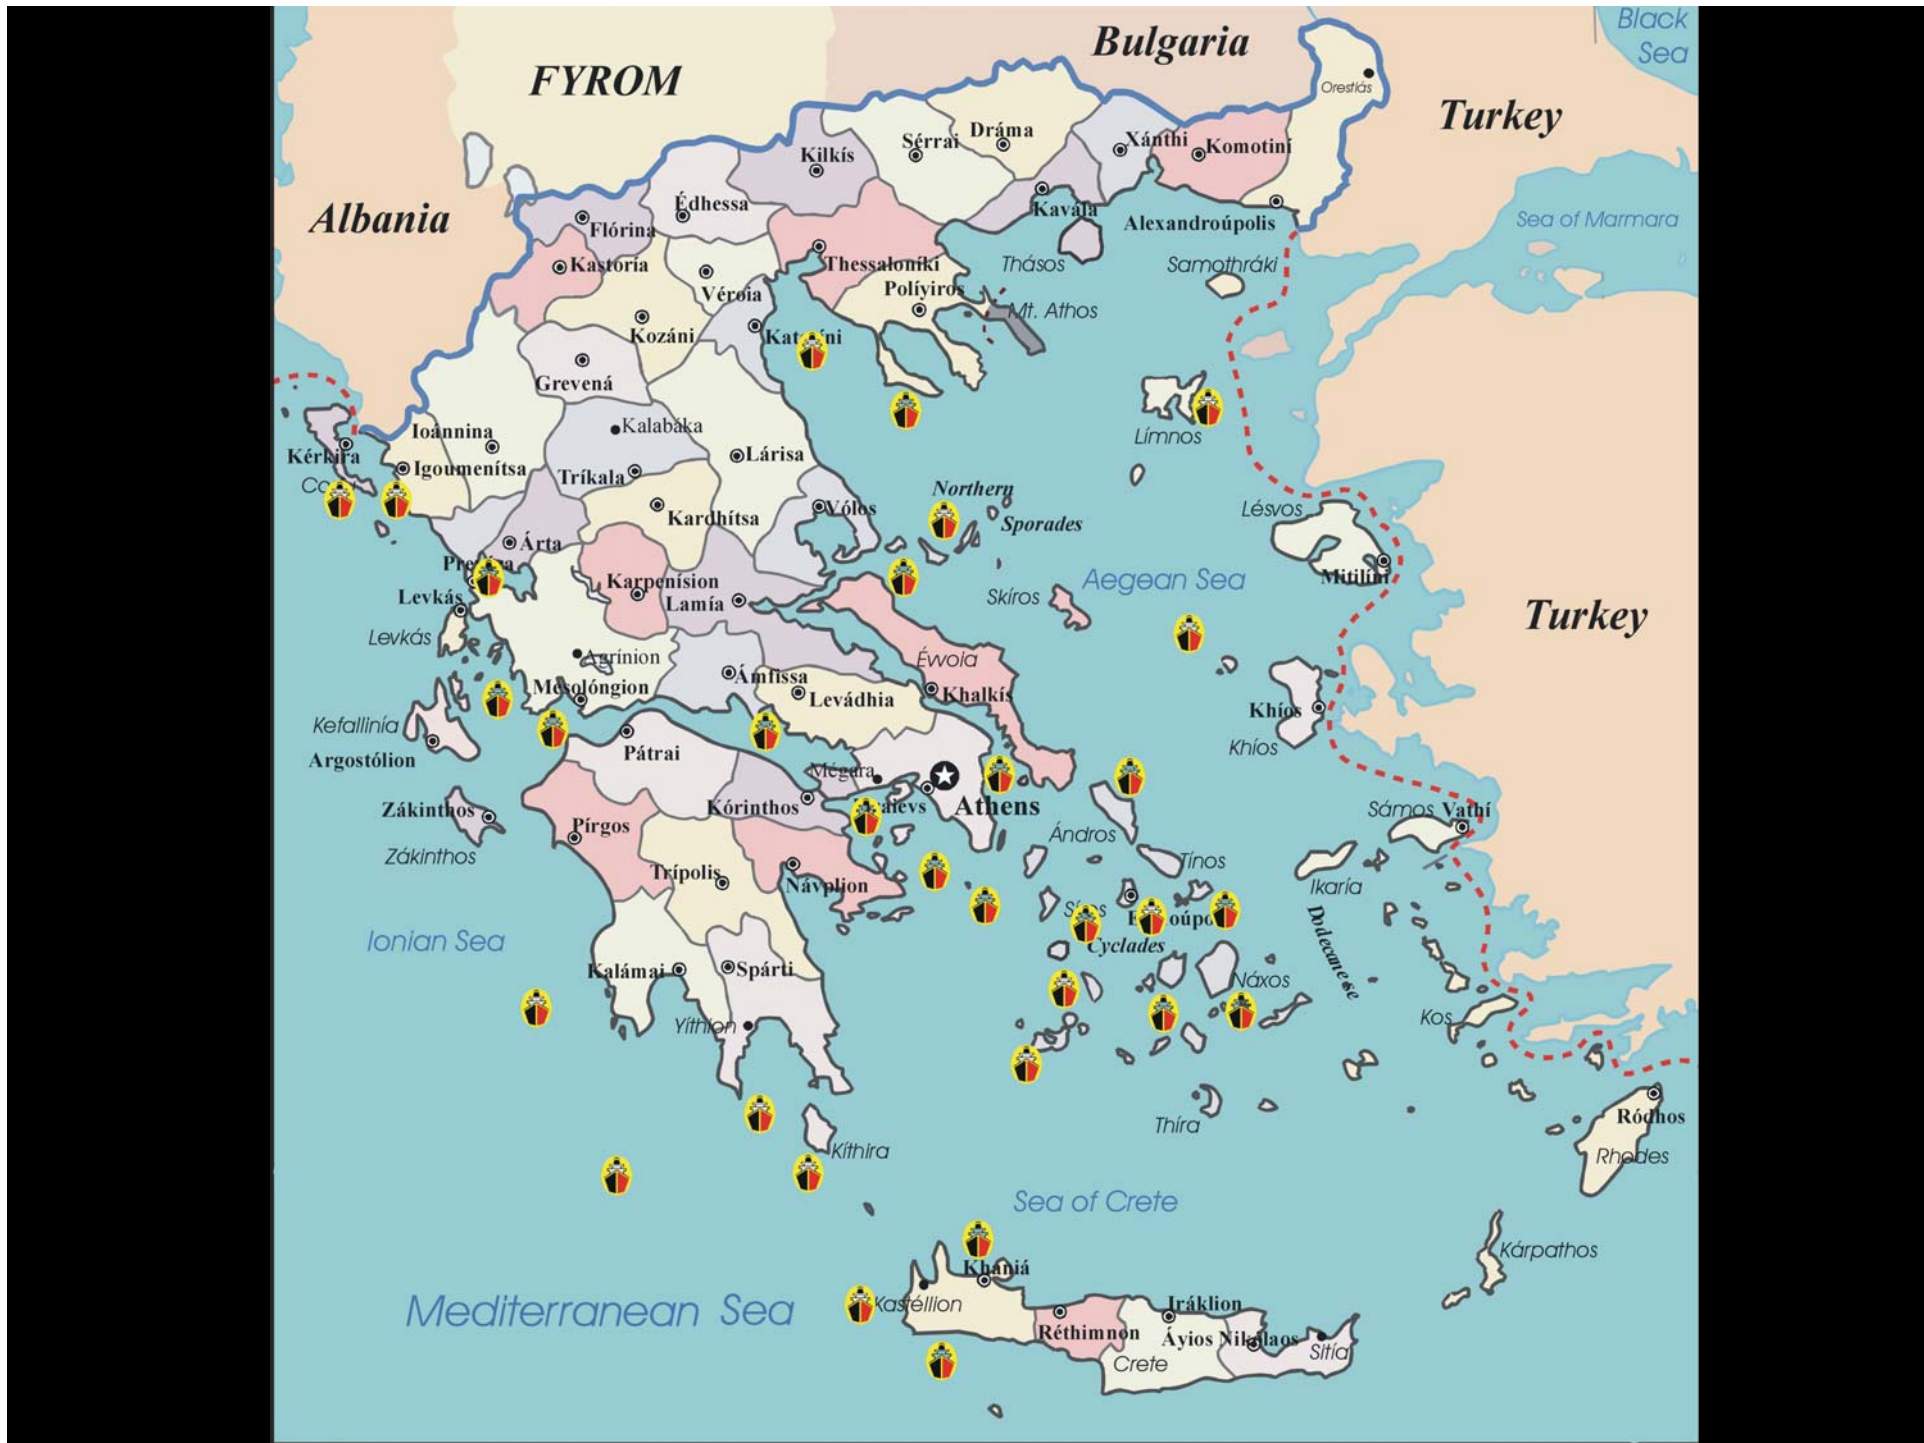 Black
Sea
Bulgaria
FYROM
Orestiás
Turkey
Dráma
Sérrai
Xánthi
Komotiní
Kilkís
Édhessa
Albania
Flórina
Kavála
Alexandroúpolis
Sea of Marmara
Kastoría
Thessaloníki
Thásos
Samothráki
Véroia
Políyiros
Mt. Athos
Kozáni
Grevená
Kalabáka
Ioánnina
Límnos
Kérkira
Igoumenítsa
Lárisa
Tríkala
Northern
Sporades
Kardhítsa
Vólos
Lésvos
Árta
Karpenísion
Lamía
Aegean Sea
Mitilíni
Levkás
Skíros
Turkey
Levkás
Agrínion
Évvoia
Mesolóngion
Ámfissa
Levádhia
Khalkís
Khíos
Kefallinía
Khíos
Argostólion
Pátrai
Mégara
Zákinthos
Kórinthos
Athens
Sámos
Vathí
Pírgos
Ándros
Zákinthos
Tínos
Trípolis
Návplion
Ikaría
Dodecanese
Ionian Sea
Cyclades
Kalámai
Spárti
Náxos
Yíthion
Kos
Thíra
Ródhos
Kíthira
Rhodes
Sea of Crete
Kárpathos
Khaniá
Mediterranean Sea
Kastéllion
Iráklion
Réthimnon
Áyios Nikólaos
Crete
Sitía